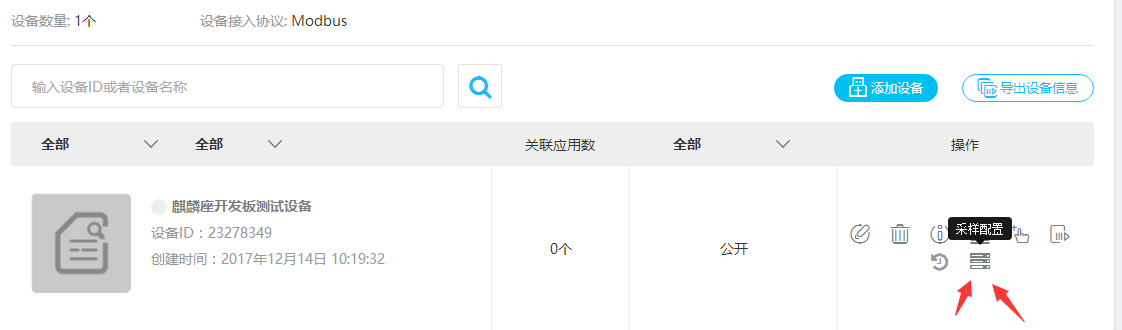 设备数量: 1个 设备接入协议: Modbus
输入设备ID或者设备名称 添加设备 导出设备信息
全部 全部 关联应用数 全部 操作
麒麟座开发板测试设备
设备ID：23278349
创建时间：2017年12月14日 10:19:32
0个
公开
采样配置